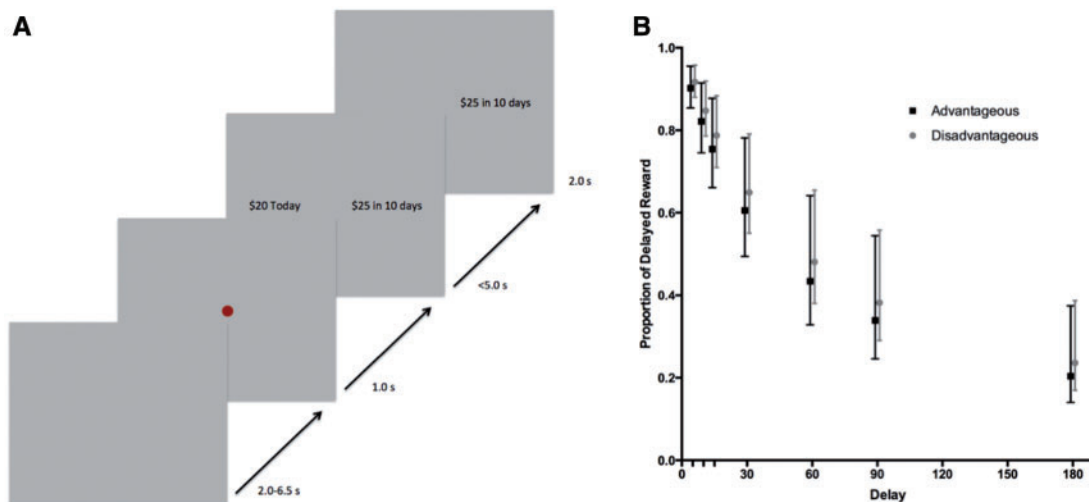 A
$25 in 10 days
2.0 s
$20 Today
$25 in 10 days
<5.0 s
1.0 s
2.0-6.5 s
B
1.0
0.8
0.6
0.4
0.2
0
30
60
90
120
150
180
Proportion of Delayed Reward
Delay
Advantageous
Disadvantageous